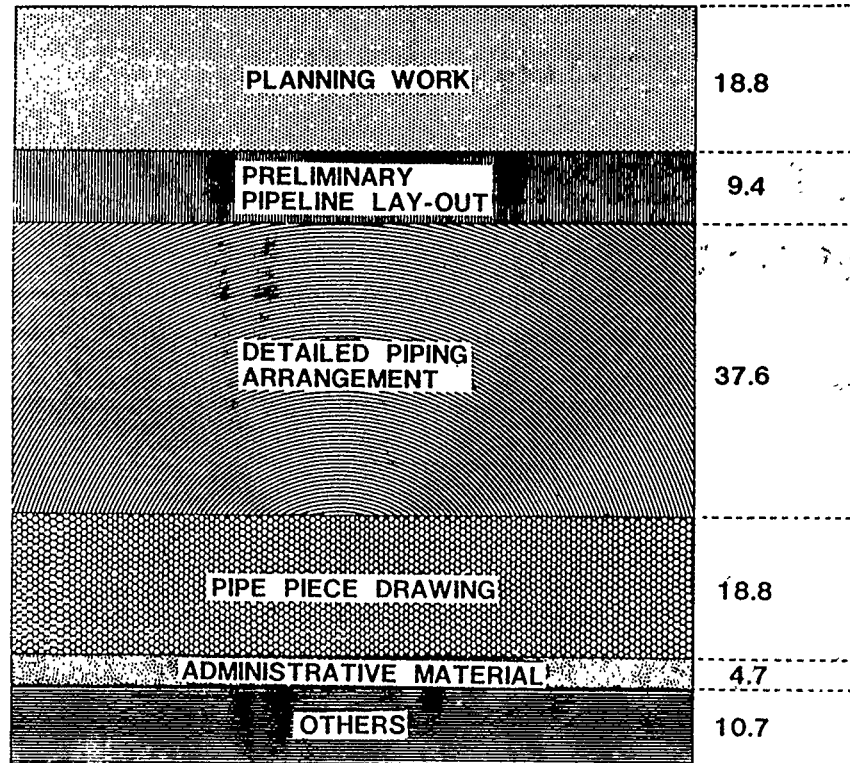 PLANNING WORK 18.8
PRELIMINARY
PIPELINE LAY-OUT 9.4
DETAILED PIPING
ARRANGEMENT 37.6
PIPE PIECE DRAWING 18.8
ADMINISTRATIVE MATERIAL 4.7
OTHERS 10.7